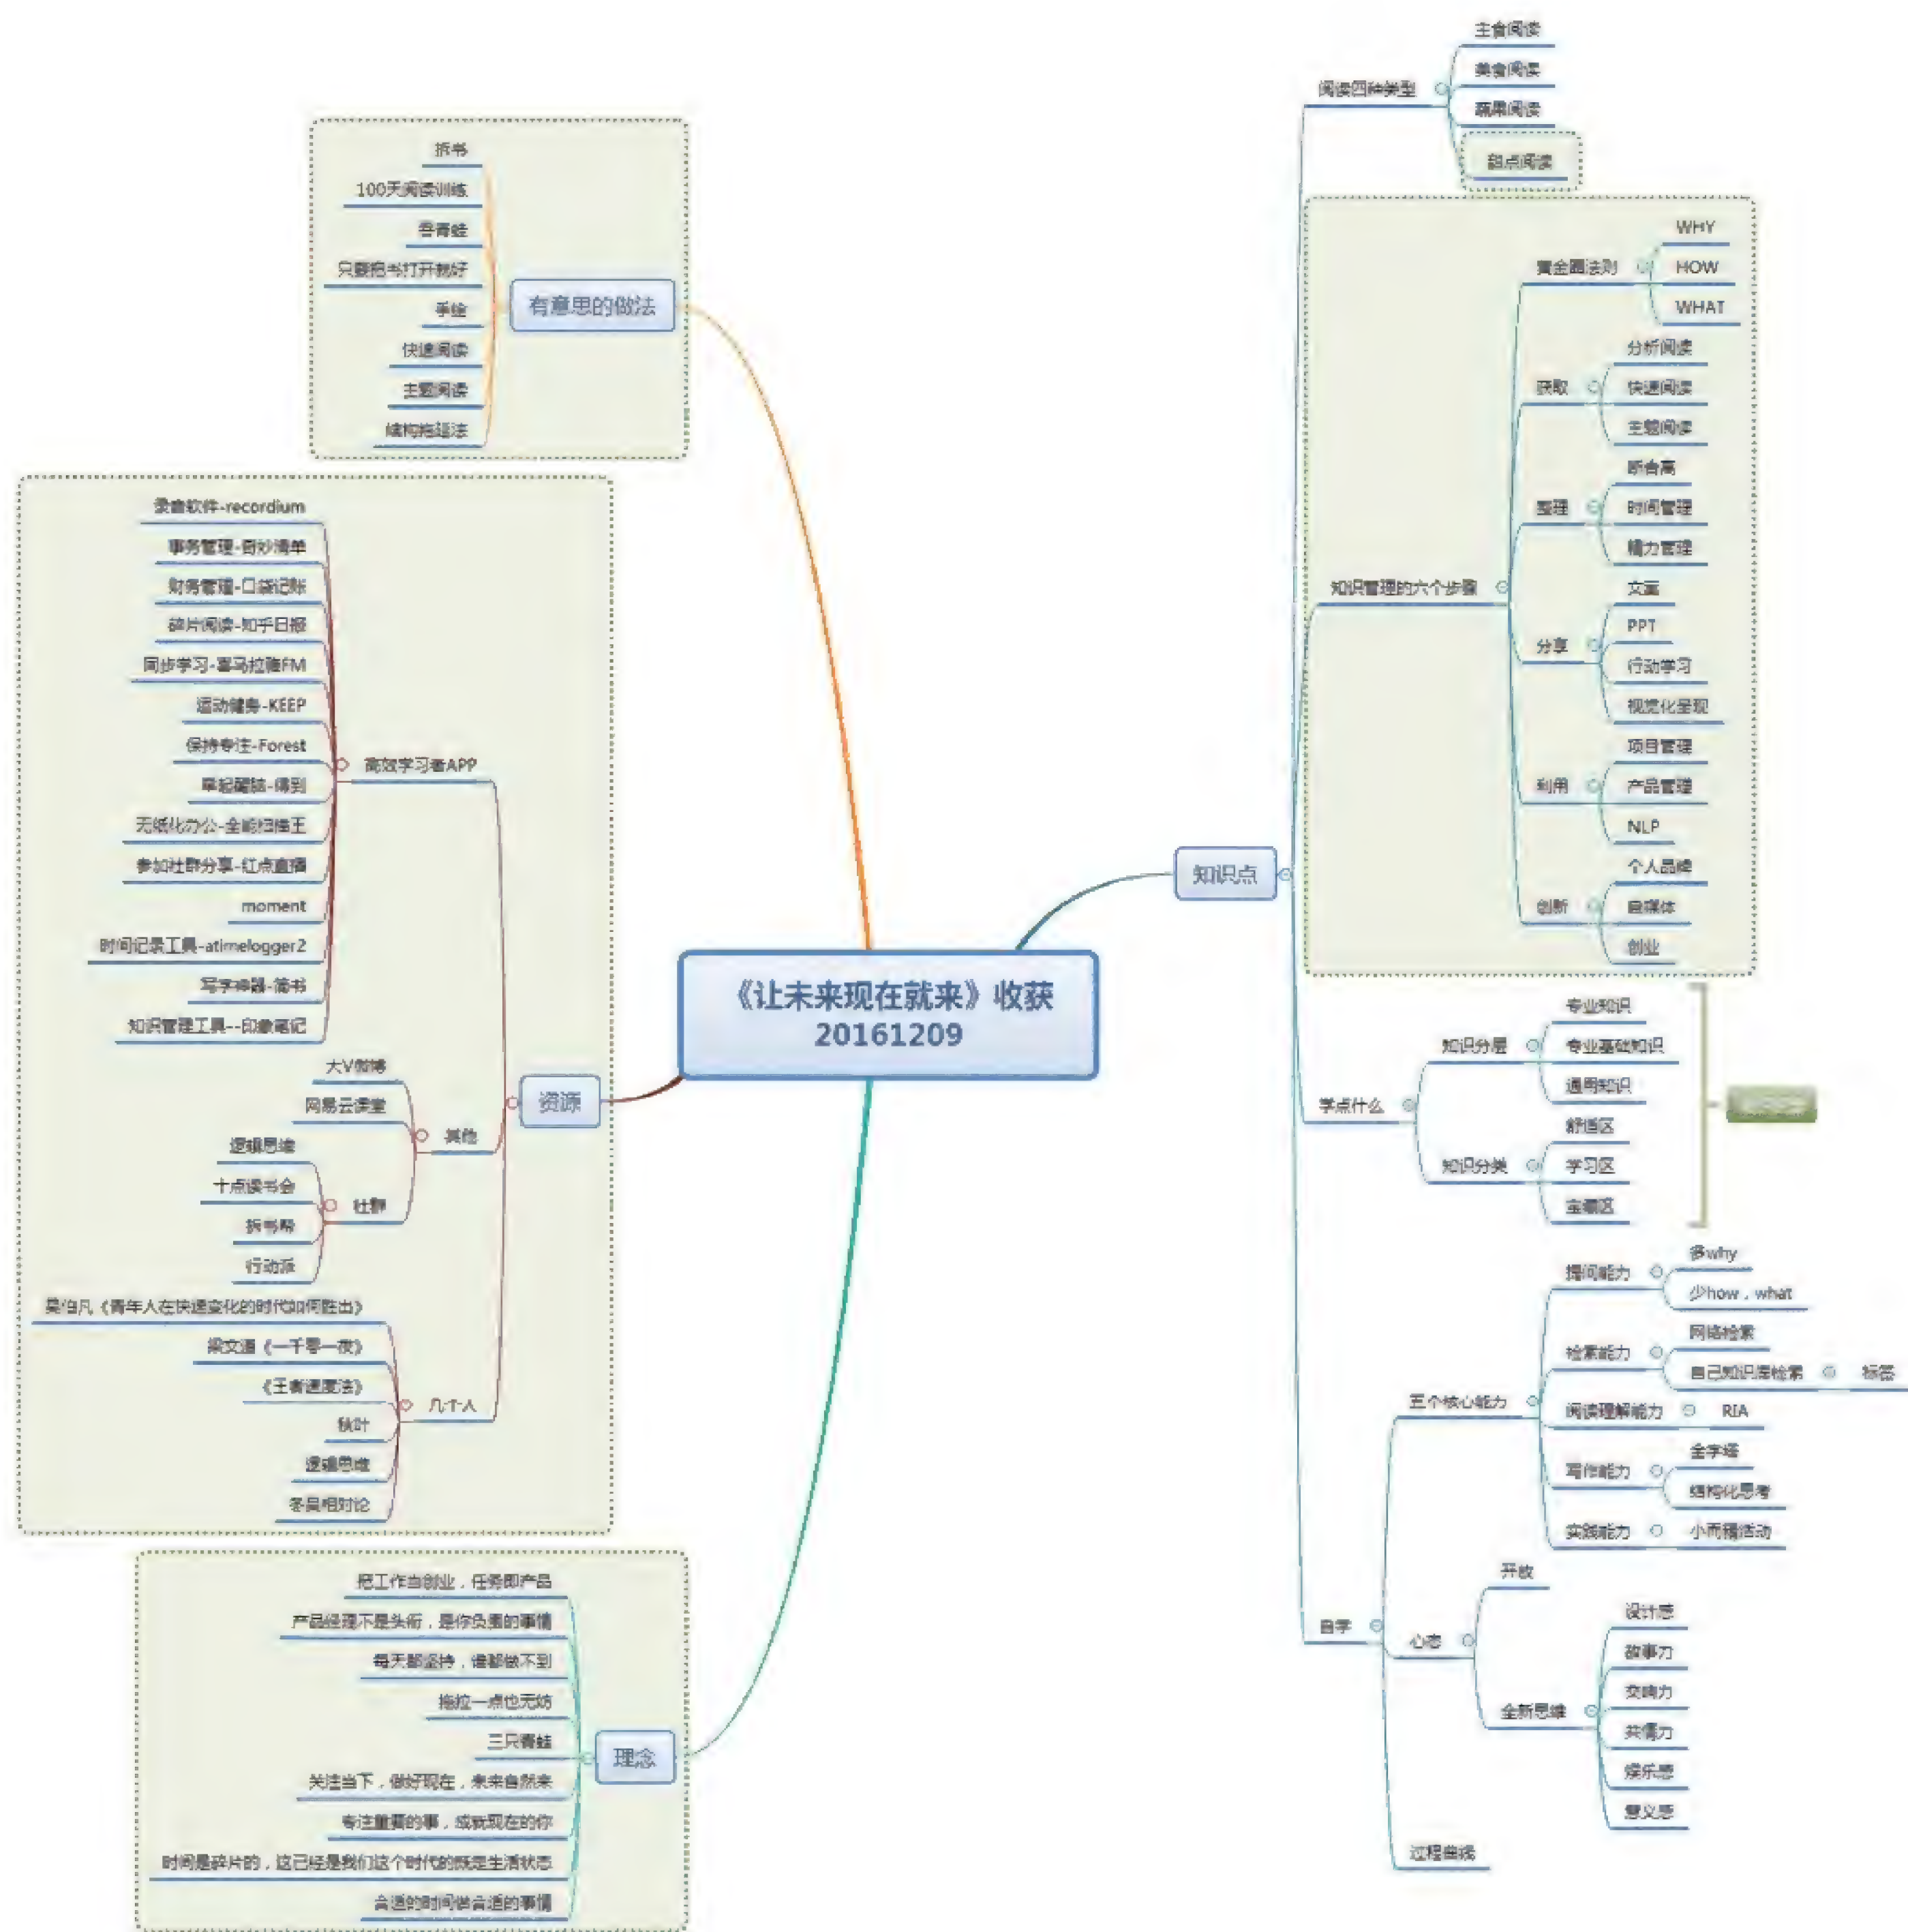 《让未来现在就来》收获
20161209
有意思的做法
拆书
100天阅读训练
吞青蛙
只要把书打开就好
手绘
快速阅读
主题阅读
结构拖延法
资源
高效学习者APP
录音软件-recordium
事务管理-奇妙清单
财务管理-口袋记账
碎片阅读-知乎日报
同步学习-喜马拉雅FM
运动健身-KEEP
保持专注-Forest
早起醒脑-得到
无纸化办公-全能扫描王
参加社群分享-红点直播
moment
时间记录工具-atimelogger2
写字神器-简书
知识管理工具--印象笔记
其他
大V微博
网易云课堂
社群
逻辑思维
十点读书会
拆书帮
行动派
几个人
吴伯凡《青年人在快速变化的时代如何胜出》
梁文道《一千零一夜》
《王者速度法》
秋叶
逻辑思维
冬吴相对论
理念
把工作当创业，任务即产品
产品经理不是头衔，是你负责的事情
每天都坚持，谁都做不到
拖拉一点也无妨
三只青蛙
关注当下，做好现在，未来自然来
专注重要的事，成就现在的你
时间是碎片的，这已经是我们这个时代的既定生活状态
合适的时间做合适的事情
知识点
阅读四种类型
主食阅读
美食阅读
蔬果阅读
甜点阅读
知识管理的六个步骤
黄金圈法则
WHY
HOW
WHAT
获取
分析阅读
快速阅读
主题阅读
整理
断舍离
时间管理
精力管理
分享
文章
PPT
行动学习
视觉化呈现
利用
项目管理
产品管理
NLP
创新
个人品牌
自媒体
创业
学点什么
知识分层
专业知识
专业基础知识
通用知识
知识分类
舒适区
学习区
自学
五个核心能力
提问能力
多why
少how，what
检索能力
网络检索
自己知识库检索
标签
阅读理解能力
RIA
写作能力
金字塔
结构化思考
实践能力
小而精活动
心态
开放
全新思维
设计感
故事力
交响力
共情力
娱乐感
意义感
过程曲线